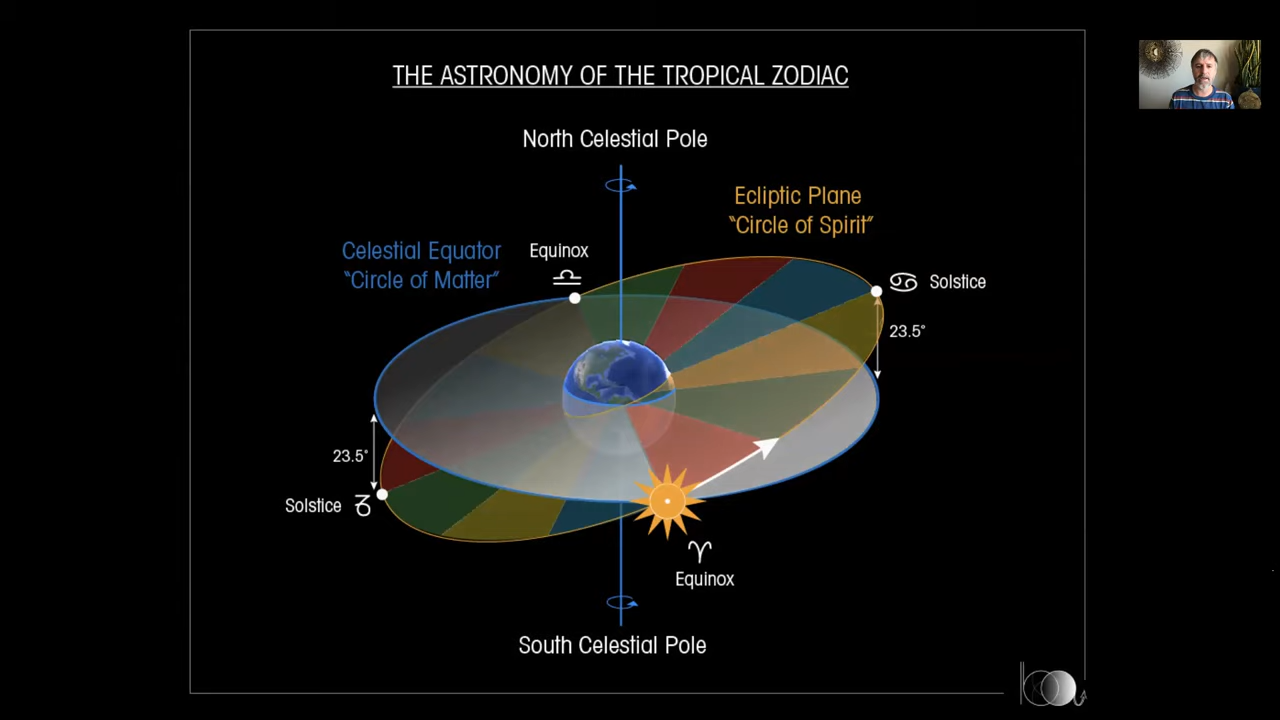 THE ASTRONOMY OF THE TROPICAL ZODIAC
North Celestial Pole
Ecliptic Plane
"Circle of Spirit"
Celestial Equator
"Circle of Matter"
Equinox
♎
♋ Solstice
23.5°
23.5°
Solstice ♑
♈
Equinox
South Celestial Pole